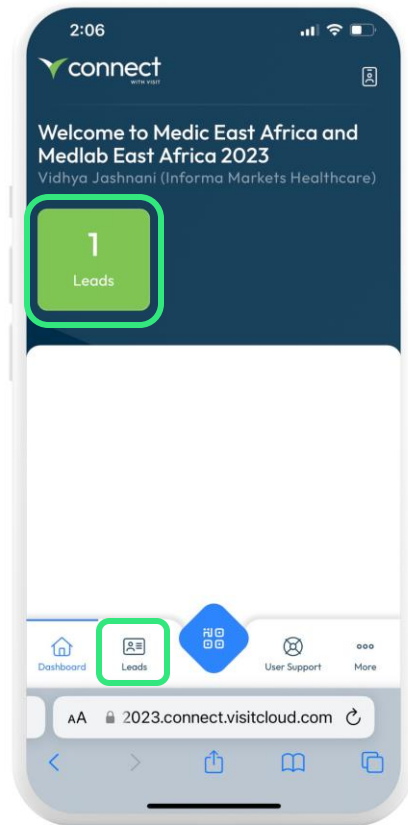 2:06
connect
WITH VISIT
Welcome to Medic East Africa and
Medlab East Africa 2023
Vidhya Jashnani (Informa Markets Healthcare)
1
Leads
Dashboard
Leads
User Support
More
AA 2023.connect.visitcloud.com